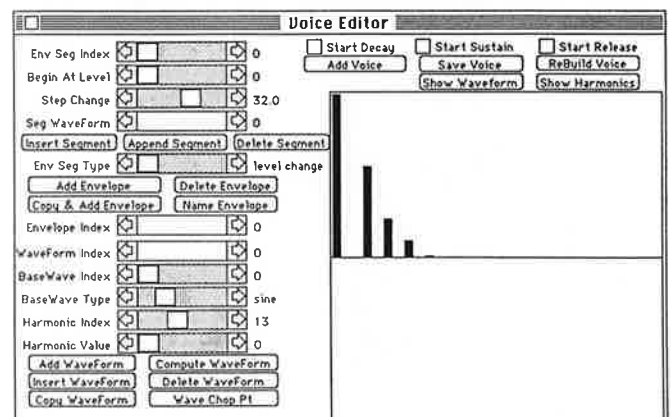 Voice Editor
Env Seg Index 0
Begin At Level 0
Step Change 32.0
Seg WaveForm 0
Insert Segment Append Segment Delete Segment
Env Seg Type level change
Add Envelope Delete Envelope
Copy & Add Envelope Name Envelope
Envelope Index 0
WaveForm Index 0
BaseWave Index 0
BaseWave Type sine
Harmonic Index 13
Harmonic Value 0
Add WaveForm Compute WaveForm
Insert WaveForm Delete WaveForm
Copy WaveForm Wave Chop Pt
Start Decay Start Sustain Start Release
Add Voice Save Voice ReBuild Voice
Show Waveform Show Harmonics